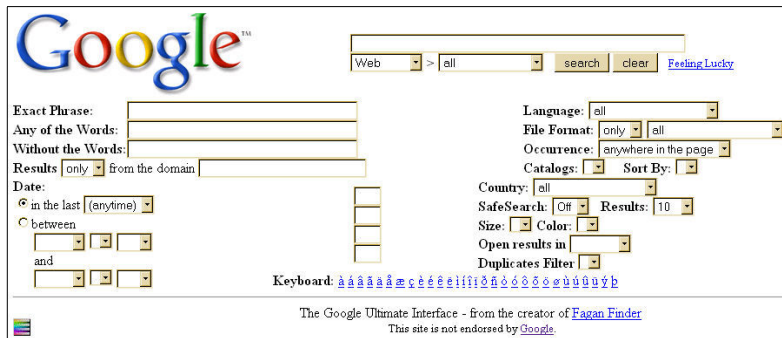 Google™
Web > all search clear Feeling Lucky
Exact Phrase:
Any of the Words:
Without the Words:
Results only from the domain
Language: all
File Format: only all
Occurrence: anywhere in the page
Catalogs: Sort By:
Date:
in the last (anytime)
between
and
Country: all
SafeSearch: Off Results: 10
Size: Color:
Open results in
Duplicates Filter
Keyboard: à á â ã ä å æ ç è é ê ë ì í î ï ð ñ ò ó ô õ ö ø ù ú û ü ý þ
The Google Ultimate Interface - from the creator of Fagan Finder
This site is not endorsed by Google.